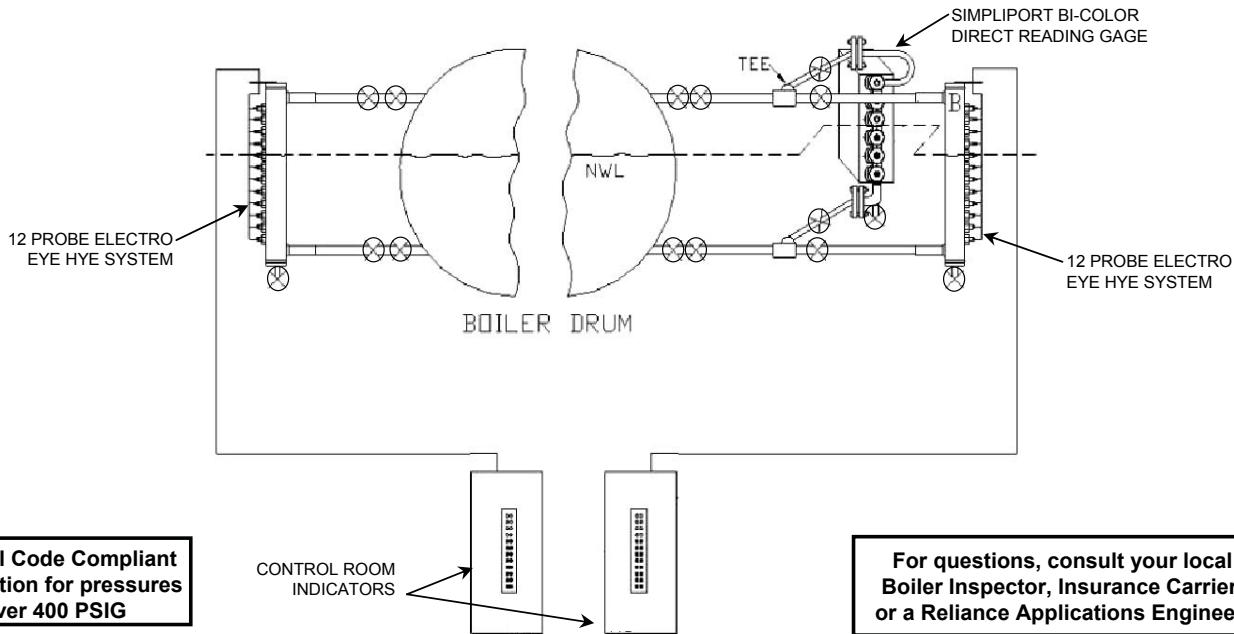 SIMPLIPORT BI-COLOR
DIRECT READING GAGE
TEE
B
NWL
12 PROBE ELECTRO
EYE HYE SYSTEM
12 PROBE ELECTRO
EYE HYE SYSTEM
BOILER DRUM
CONTROL ROOM
INDICATORS
l Code Compliant
tion for pressures
ver 400 PSIG
For questions, consult your local
Boiler Inspector, Insurance Carrier
or a Reliance Applications Engineer